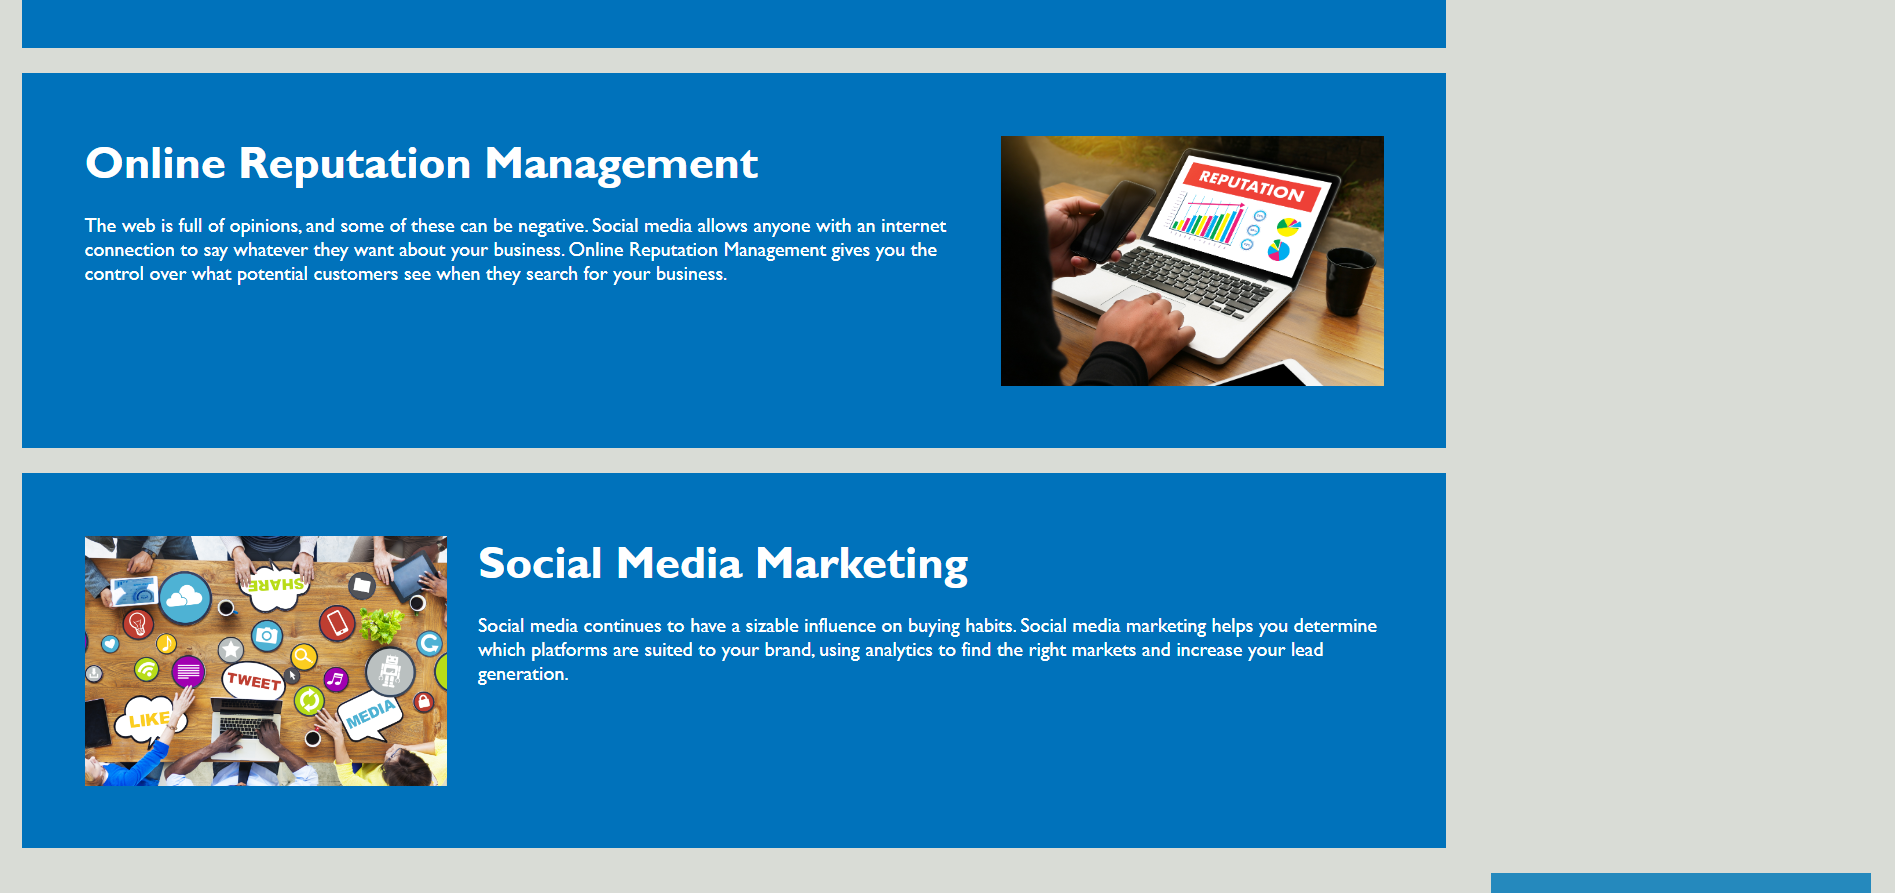 Online Reputation Management
The web is full of opinions, and some of these can be negative. Social media allows anyone with an internet
connection to say whatever they want about your business. Online Reputation Management gives you the
control over what potential customers see when they search for your business.
REPUTATION
Social Media Marketing
Social media continues to have a sizable influence on buying habits. Social media marketing helps you determine
which platforms are suited to your brand, using analytics to find the right markets and increase your lead
generation.
SHARE
TWEET
LIKE
MEDIA